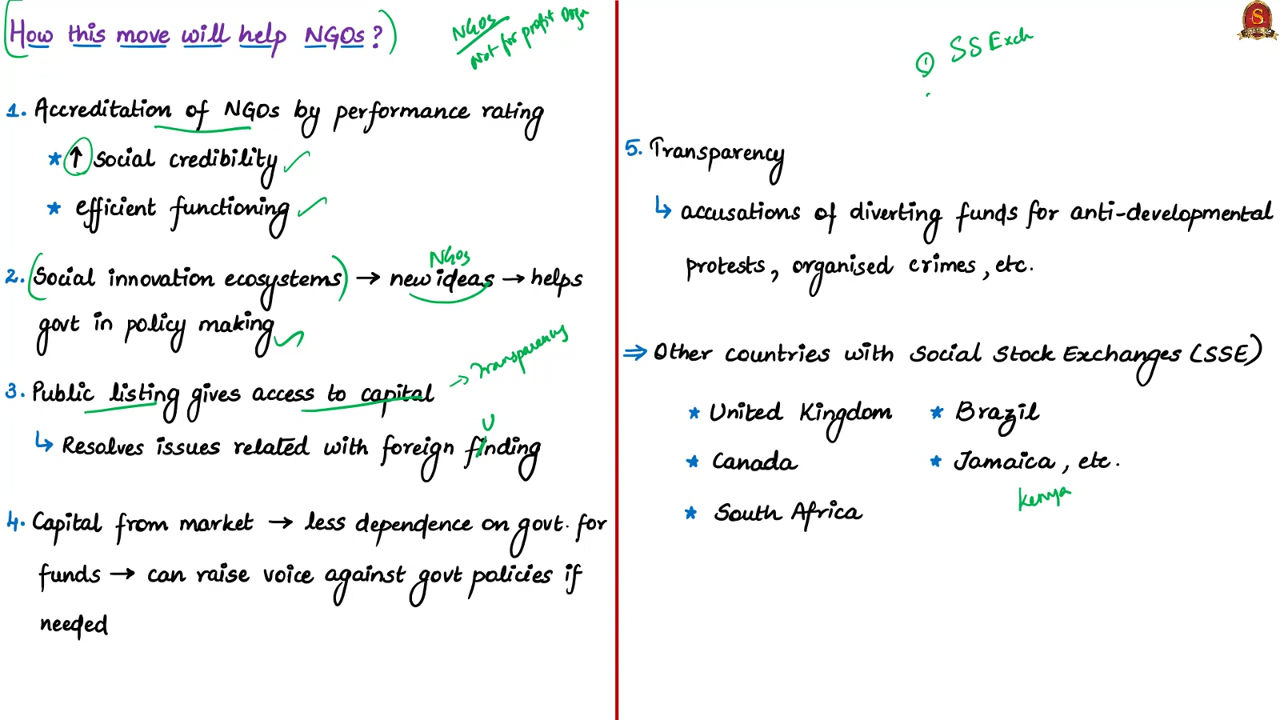 How this move will help NGOs?
NGOs
Not for profit Orga
1. Accreditation of NGOs by performance rating
* ↑ Social credibility
* efficient functioning
NGOs
2. (Social innovation ecosystems) → new ideas → helps
govt in policy making
3. Public listing gives access to capital
→ Transparency
↳ Resolves issues related with foreign finding
U
4. Capital from market → less dependence on govt. for
funds → can raise voice against govt policies if
needed
① SS Exch
5. Transparency
↳ accusations of diverting funds for anti-developmental
protests, organised crimes, etc.
⇒ Other countries with Social Stock Exchanges (SSE)
* United Kingdom * Brazil
* Canada * Jamaica, etc.
Kenya
* South Africa
S